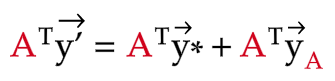 Aᵀy⃗′ = Aᵀy⃗* + Aᵀy⃗_A